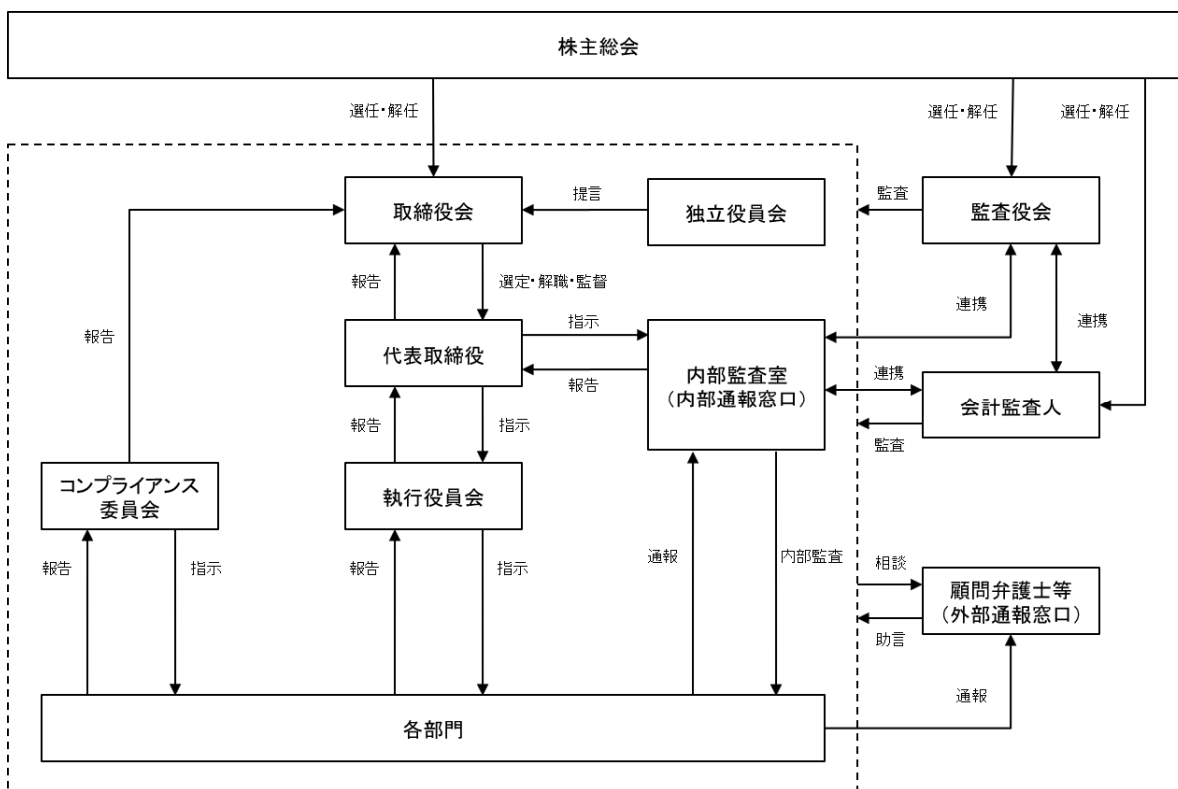 株主総会
選任・解任
選任・解任
選任・解任
取締役会
提言
独立役員会
監査
監査役会
報告
選定・解職・監督
報告
指示
連携
連携
代表取締役
内部監査室
(内部通報窓口)
報告
連携
会計監査人
報告
指示
監査
コンプライアンス
委員会
執行役員会
報告
指示
報告
指示
通報
内部監査
相談
顧問弁護士等
(外部通報窓口)
助言
通報
各部門